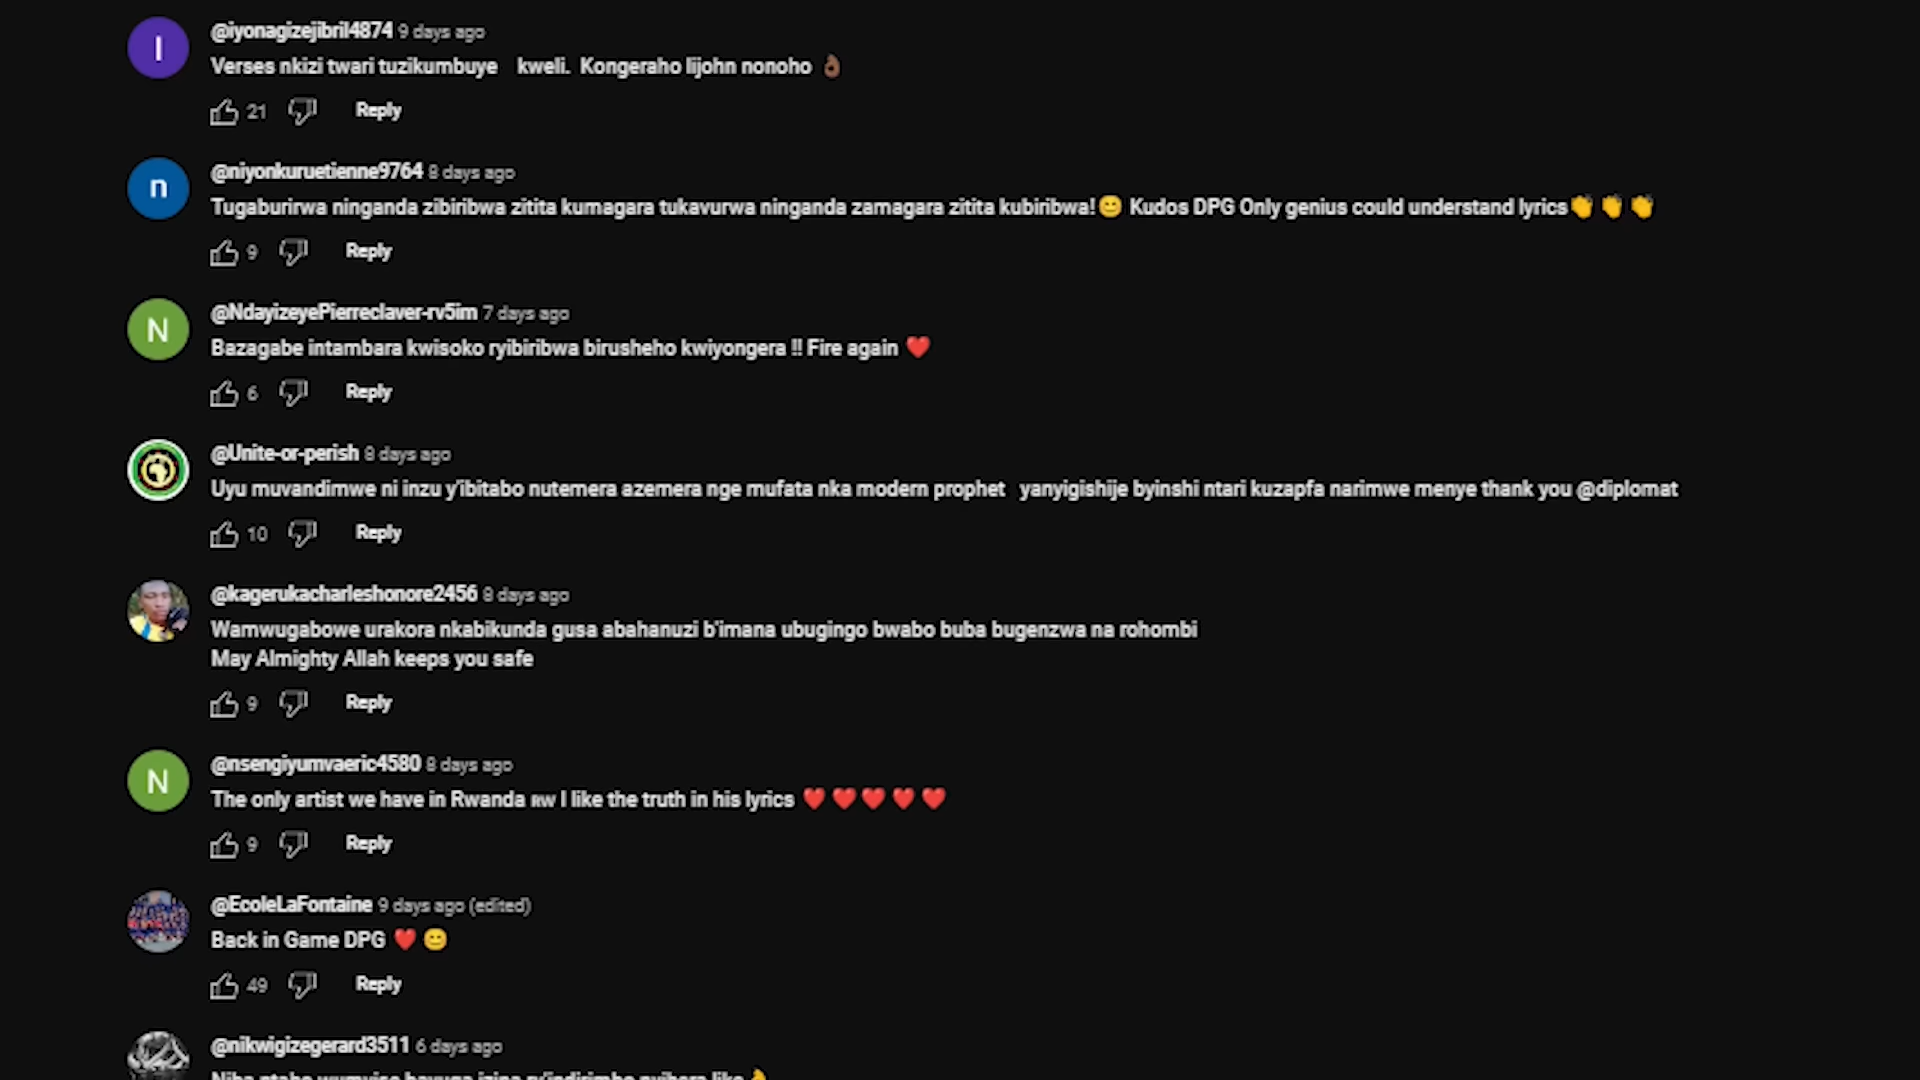 I
@iyonagizejibril4874 9 days ago
Verses nkizi twari tuzikumbuye kweli. Kongeraho lijohn nonoho 👌🏾
21 Reply
n
@niyonkuruetienne9764 8 days ago
Tugaburirwa ninganda zibiribwa zitita kumagara tukavurwa ninganda zamagara zitita kubiribwa!😊 Kudos DPG Only genius could understand lyrics👏 👏 👏
9 Reply
N
@NdayizeyePierreclaver-rv5im 7 days ago
Bazagabe intambara kwisoko ryibiribwa birusheho kwiyongera !! Fire again ❤️
6 Reply
@Unite-or-perish 8 days ago
Uyu muvandimwe ni inzu y'ibitabo nutemera azemera nge mufata nka modern prophet yanyigishije byinshi ntari kuzapfa narimwe menye thank you @diplomat
10 Reply
@kagerukacharleshonore2456 8 days ago
Wamwugabowe urakora nkabikunda gusa abahanuzi b'imana ubugingo bwabo buba bugenzwa na rohombi
May Almighty Allah keeps you safe
9 Reply
N
@nsengiyumvaeric4580 8 days ago
The only artist we have in Rwanda RW I like the truth in his lyrics ❤️ ❤️ ❤️ ❤️ ❤️
9 Reply
@EcoleLaFontaine 9 days ago (edited)
Back in Game DPG ❤️ 😊
49 Reply
@nikwigizegerard3511 6 days ago